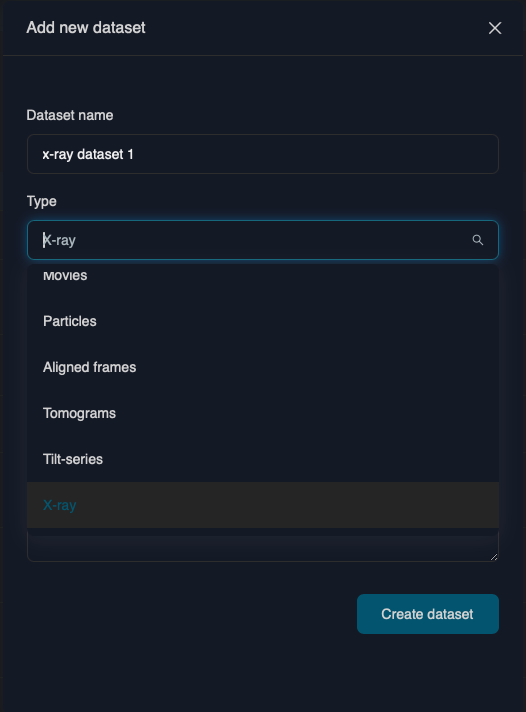 Add new dataset
Dataset name
x-ray dataset 1
Type
X-ray
Movies
Particles
Aligned frames
Tomograms
Tilt-series
X-ray
Create dataset